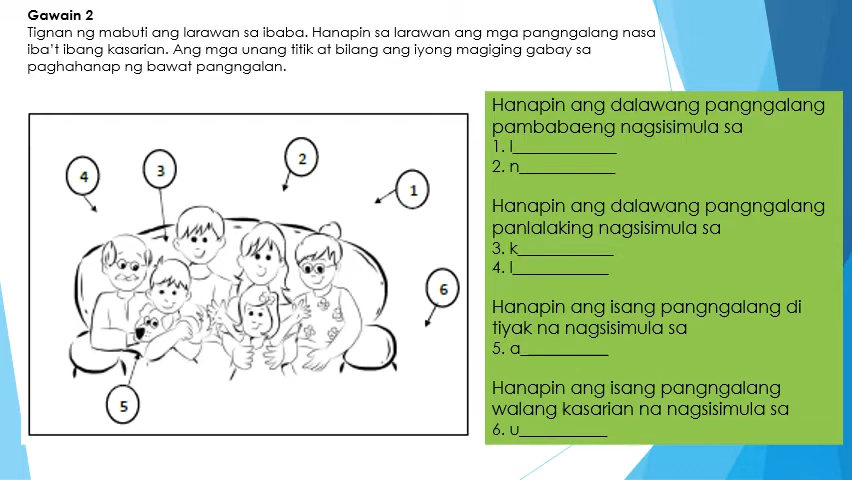 Gawain 2
Tignan ng mabuti ang larawan sa ibaba. Hanapin sa larawan ang mga pangngalang nasa
iba't ibang kasarian. Ang mga unang titik at bilang ang iyong magiging gabay sa
paghahanap ng bawat pangngalan.
4
3
2
1
6
5
Hanapin ang dalawang pangngalang
pambabaeng nagsisimula sa
1. l____________
2. n___________
Hanapin ang dalawang pangngalang
panlalaking nagsisimula sa
3. k___________
4. l___________
Hanapin ang isang pangngalang di
tiyak na nagsisimula sa
5. a__________
Hanapin ang isang pangngalang
walang kasarian na nagsisimula sa
6. u__________